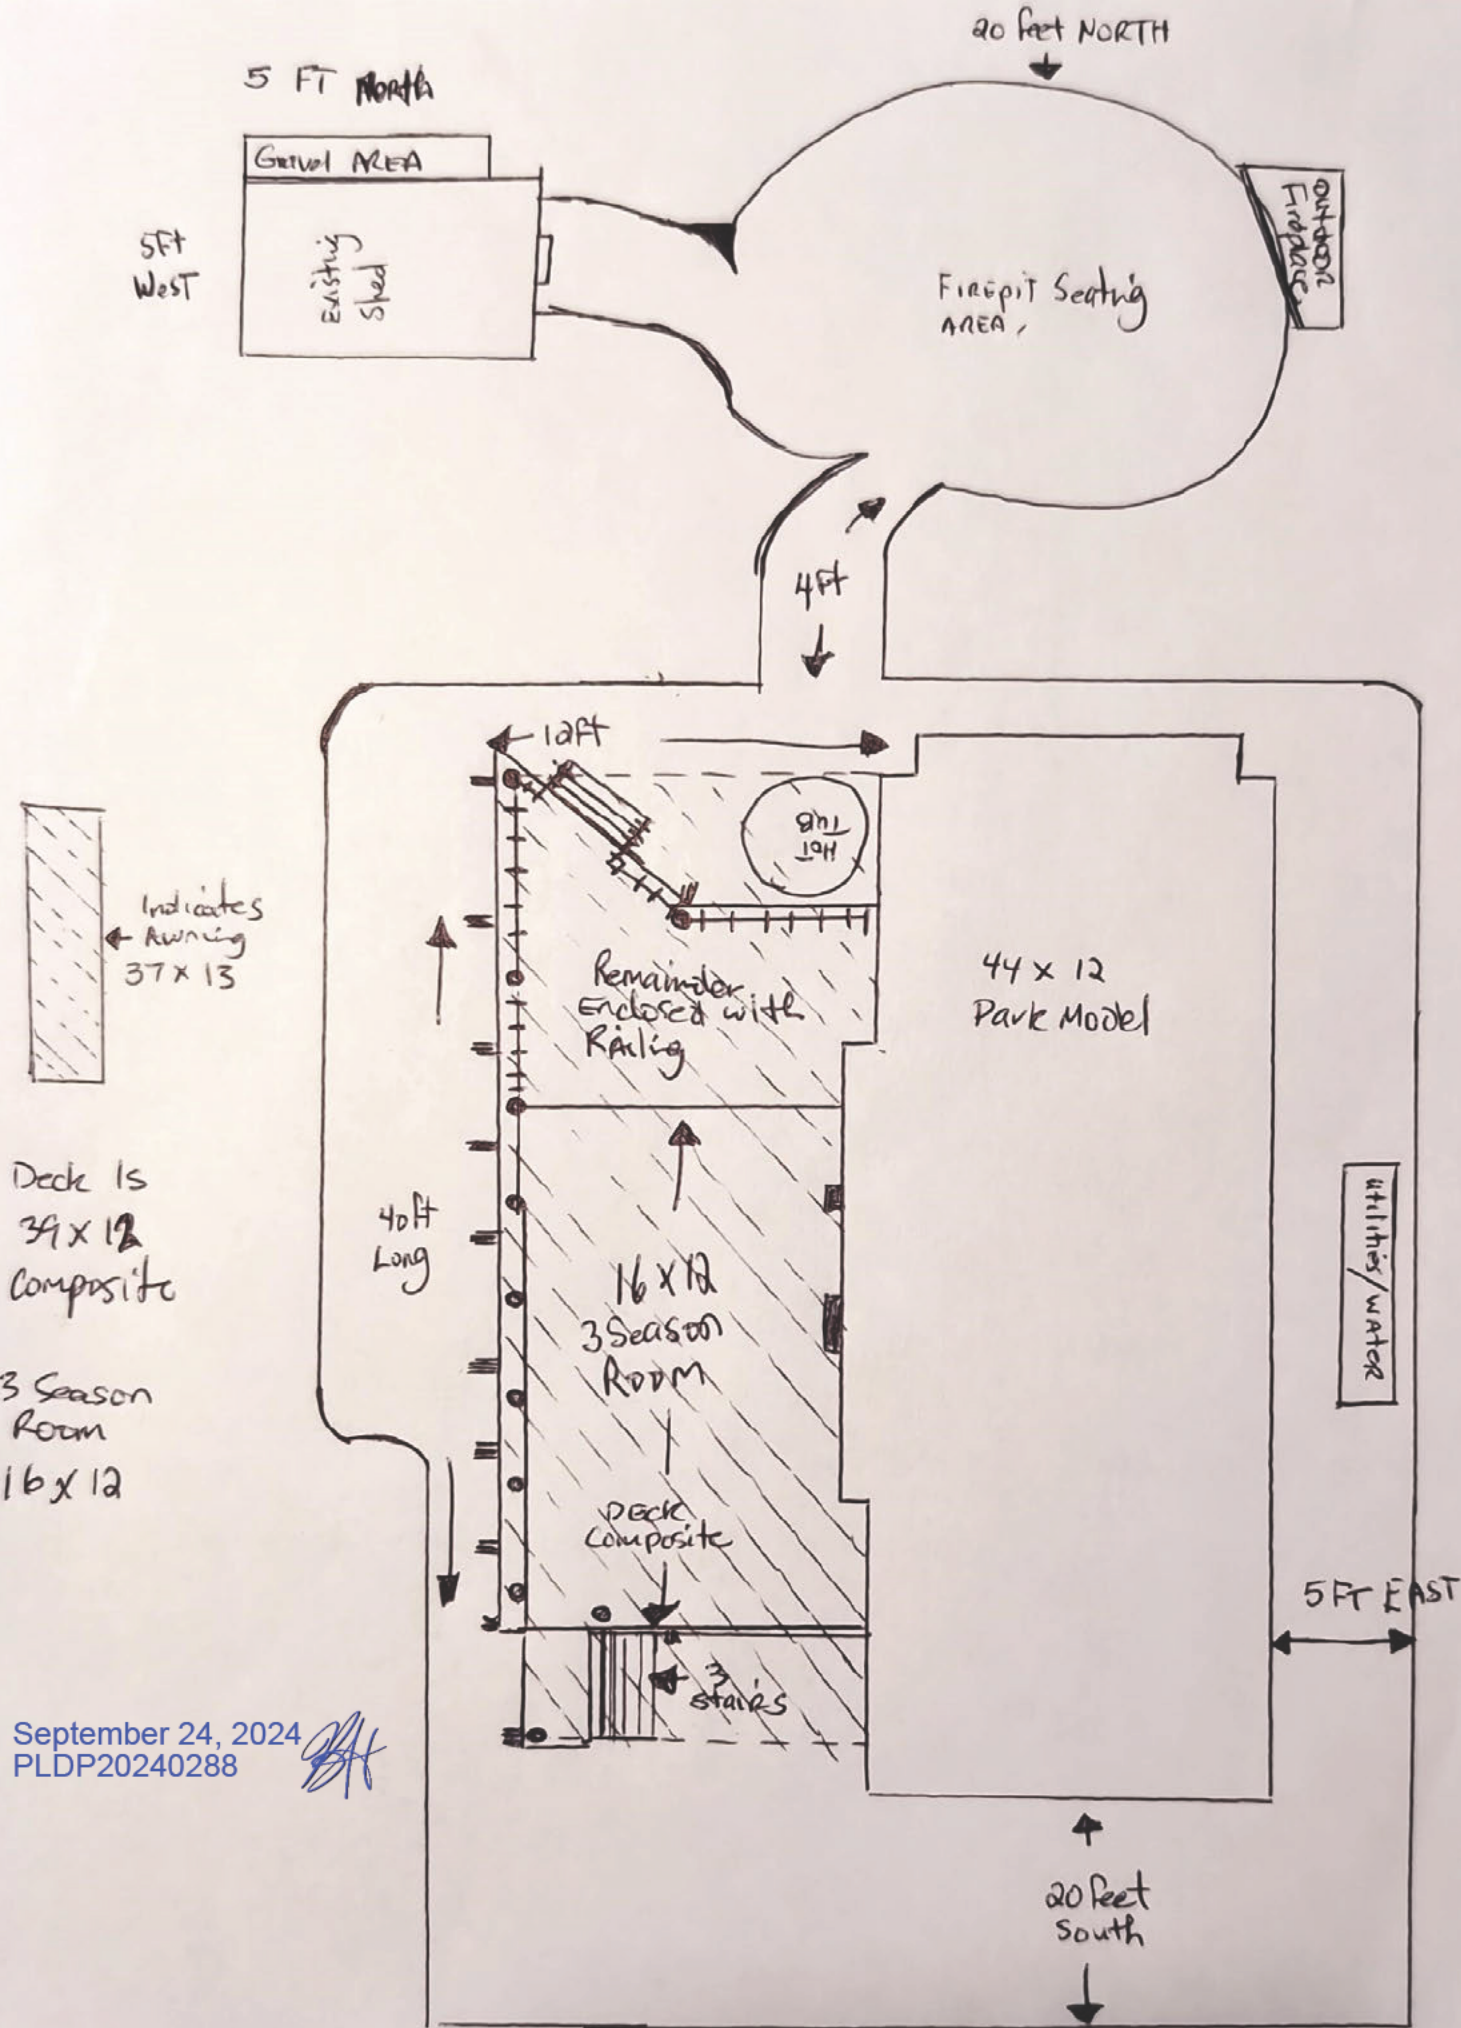 20 feet NORTH
5 FT North
Gravel AREA
5Ft
West
Existing
Shed
Firepit Seating
AREA,
outdoor
Fireplace
4Ft
12ft
Hot
Tub
Indicates
Awning
37 x 13
Remainder
Enclosed with
Railing
44 x 12
Park Model
Deck Is
39 x 12
Composite
40ft
Long
16 x 12
3 Season
Room
utilities/water
3 Season
Room
16 x 12
Deck
Composite
5 FT EAST
3
stairs
September 24, 2024
PLDP20240288
20 feet
South